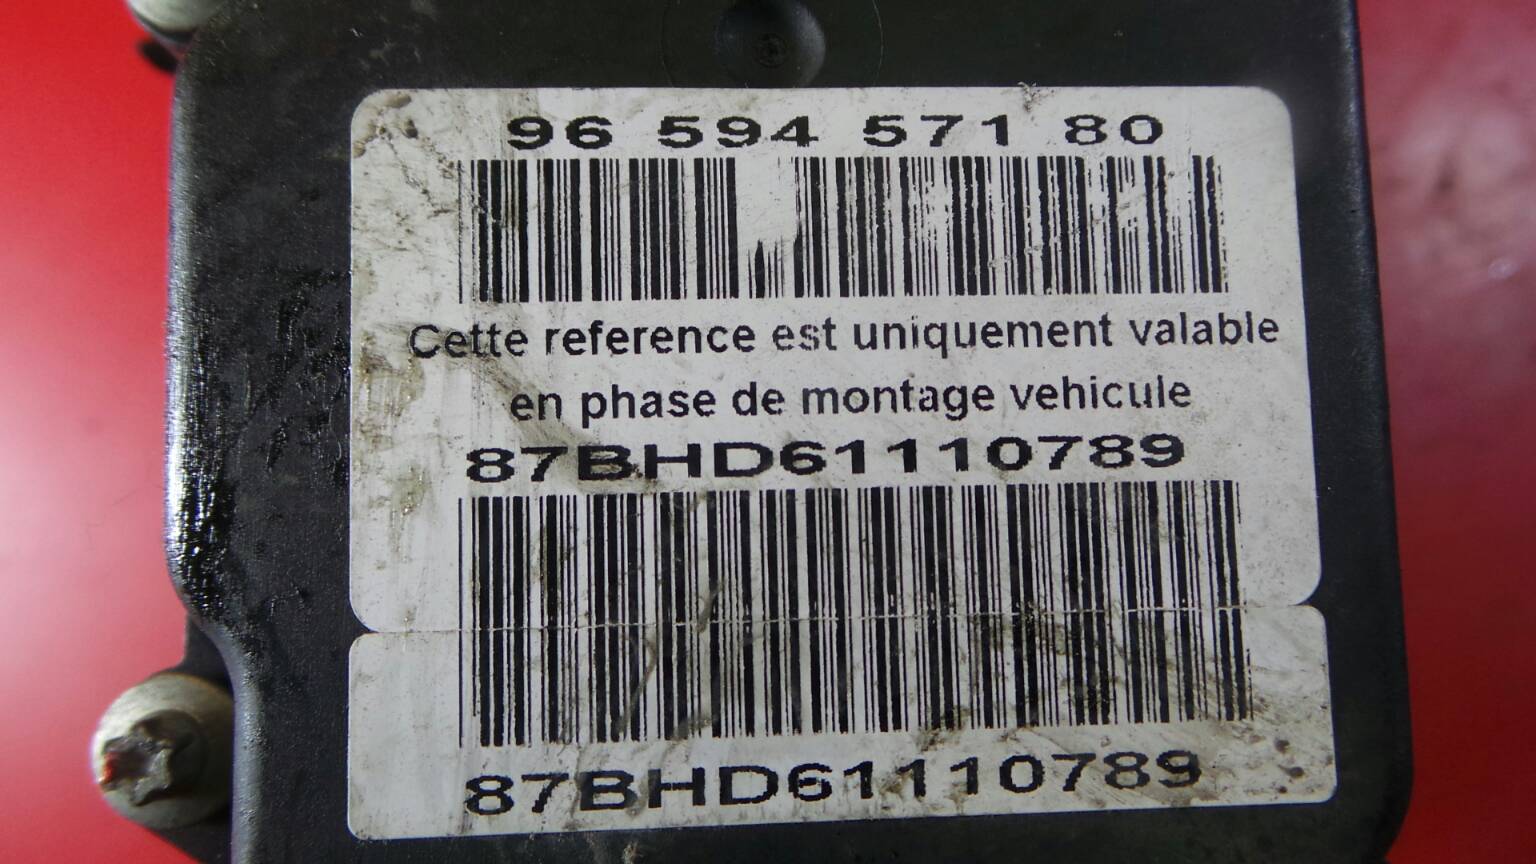 96 594 571 80
Cette reference est uniquement valable
en phase de montage vehicule
87BHD61110789
87BHD61110789